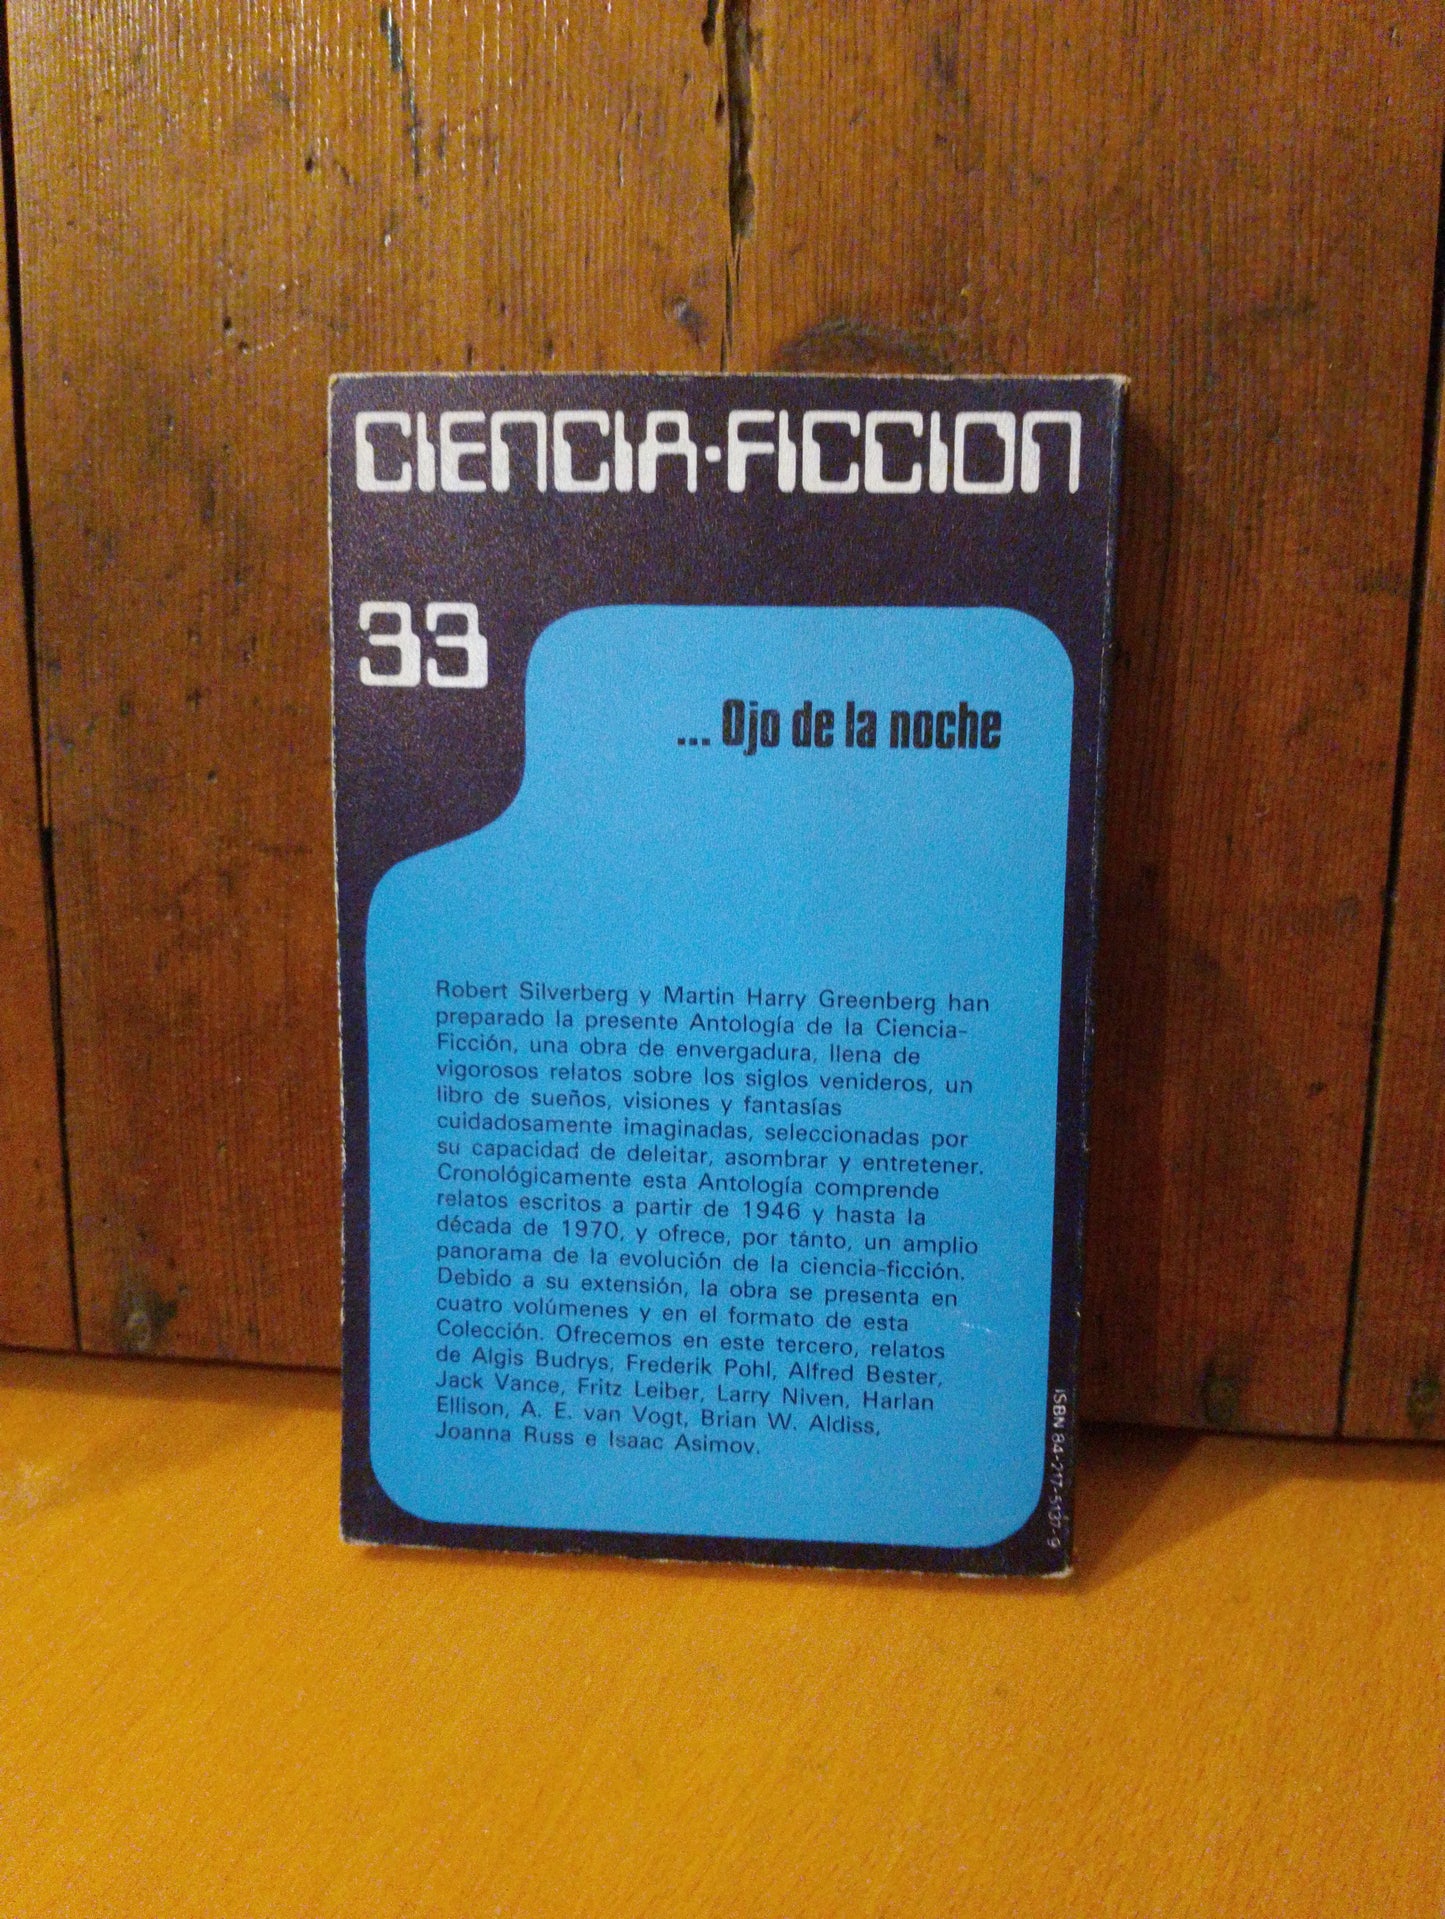 CIENCIA·FICCION
33
... Ojo de la noche
Robert Silverberg y Martin Harry Greenberg han
preparado la presente Antología de la Ciencia-
Ficción, una obra de envergadura, llena de
vigorosos relatos sobre los siglos venideros, un
libro de sueños, visiones y fantasías
cuidadosamente imaginadas, seleccionadas por
su capacidad de deleitar, asombrar y entretener.
Cronológicamente esta Antología comprende
relatos escritos a partir de 1946 y hasta la
década de 1970, y ofrece, por tánto, un amplio
panorama de la evolución de la ciencia-ficción.
Debido a su extensión, la obra se presenta en
cuatro volúmenes y en el formato de esta
Colección. Ofrecemos en este tercero, relatos
de Algis Budrys, Frederik Pohl, Alfred Bester,
Jack Vance, Fritz Leiber, Larry Niven, Harlan
Ellison, A. E. van Vogt, Brian W. Aldiss,
Joanna Russ e Isaac Asimov.
ISBN 84-217-5137-9